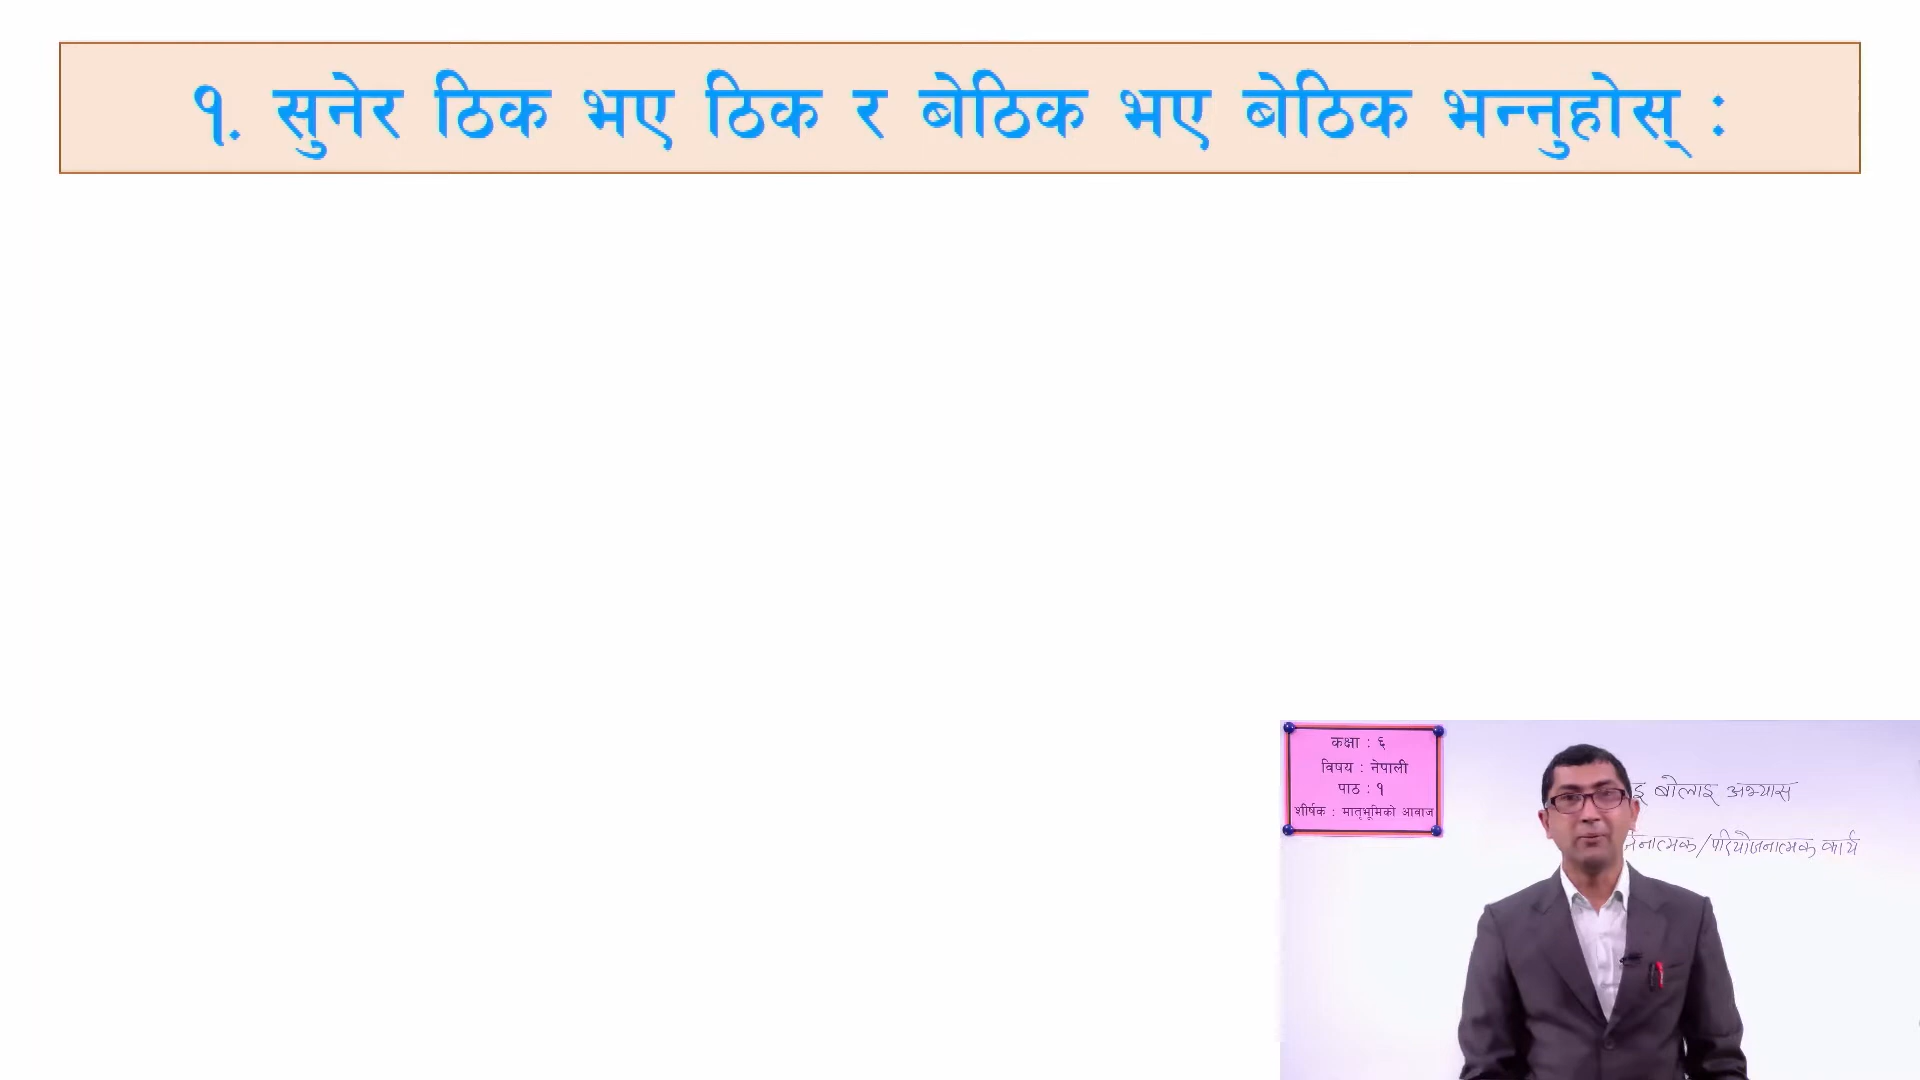 १. सुनेर ठिक भए ठिक र बेठिक भए बेठिक भन्नुहोस् :
कक्षा : ६
विषय : नेपाली
पाठ : १
शीर्षक : मातृभूमिको आवाज
बोलाइ अभ्यास
/परियोजनात्मक कार्य